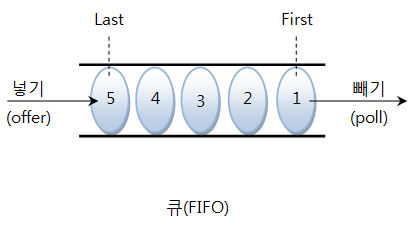 Last First
넣기 5 4 3 2 1 빼기
(offer) (poll)
큐(FIFO)